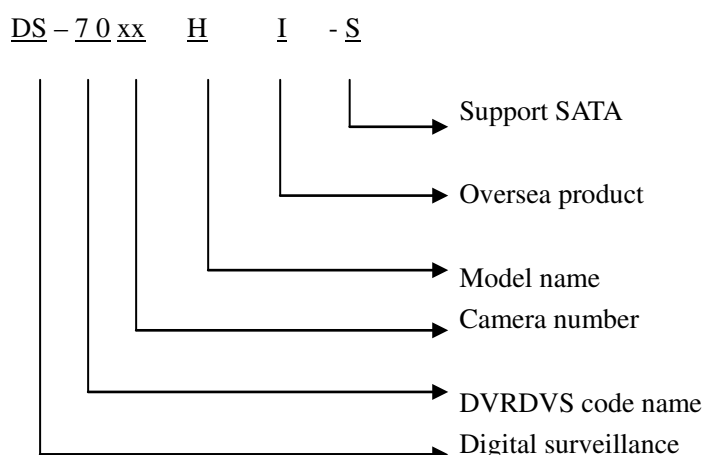 DS – 7 0 xx H I - S
Support SATA
Oversea product
Model name
Camera number
DVRDVS code name
Digital surveillance